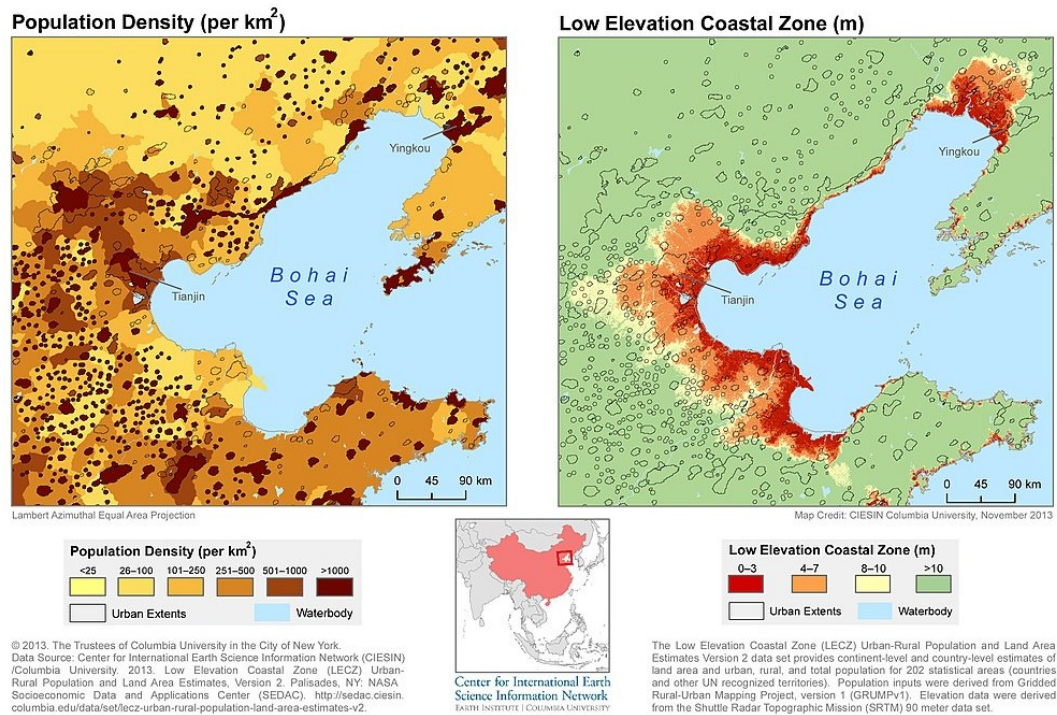 Population Density (per km²)
Low Elevation Coastal Zone (m)
Yingkou
Tianjin
Bohai
Sea
0 45 90 km
Yingkou
Tianjin
Bohai
Sea
0 45 90 km
Lambert Azimuthal Equal Area Projection
Map Credit: CIESIN Columbia University, November 2013
Population Density (per km²)
<25 26–100 101–250 251–500 501–1000 >1000
Urban Extents Waterbody
Low Elevation Coastal Zone (m)
0–3 4–7 8–10 >10
Urban Extents Waterbody
© 2013. The Trustees of Columbia University in the City of New York.
Data Source: Center for International Earth Science Information Network (CIESIN)
/Columbia University. 2013. Low Elevation Coastal Zone (LECZ) Urban-
Rural Population and Land Area Estimates, Version 2. Palisades, NY: NASA
Socioeconomic Data and Applications Center (SEDAC). http://sedac.ciesin.
columbia.edu/data/set/lecz-urban-rural-population-land-area-estimates-v2.
Center for International Earth
Science Information Network
EARTH INSTITUTE | COLUMBIA UNIVERSITY
The Low Elevation Coastal Zone (LECZ) Urban-Rural Population and Land Area
Estimates Version 2 data set provides continent-level and country-level estimates of
land area and urban, rural, and total population for 202 statistical areas (countries
and other UN recognized territories). Population inputs were derived from Gridded
Rural-Urban Mapping Project, version 1 (GRUMPv1). Elevation data were derived
from the Shuttle Radar Topographic Mission (SRTM) 90 meter data set.